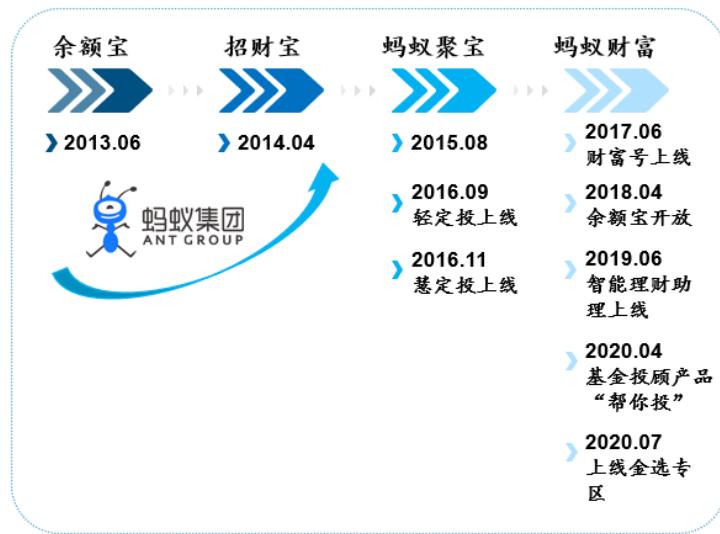 余额宝
招财宝
蚂蚁聚宝
蚂蚁财富
2013.06
2014.04
2015.08
2016.09
轻定投上线
2016.11
慧定投上线
2017.06
财富号上线
2018.04
余额宝开放
2019.06
智能理财助
理上线
2020.04
基金投顾产品
“帮你投”
2020.07
上线金选专
区
蚂蚁集团
ANT GROUP